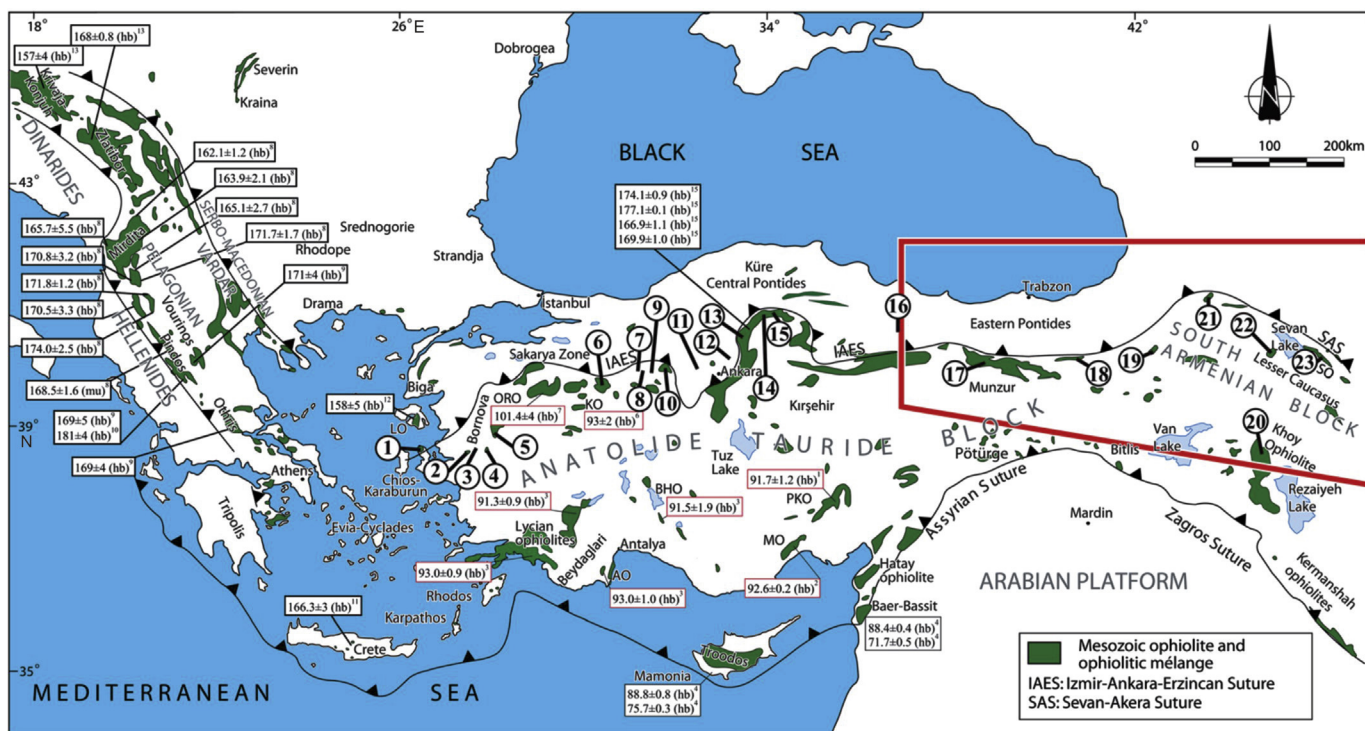 18°
26°E
34°
42°
168±0.8 (hb)13
157±4 (hb)13
Krivaja
Konjuh
Zlatibor
DINARIDES
Severin
Kraina
Dobrogea
BLACK SEA
0 100 200km
N
43°
162.1±1.2 (hb)8
163.9±2.1 (hb)8
165.1±2.7 (hb)8
171.7±1.7 (hb)8
171±4 (hb)9
165.7±5.5 (hb)8
170.8±3.2 (hb)8
171.8±1.2 (hb)8
170.5±3.3 (hb)8
174.0±2.5 (hb)8
168.5±1.6 (mu)8
169±5 (hb)9
181±4 (hb)10
169±4 (hb)9
Mirdita
SERBO-MACEDONIAN
VARDAR
PELAGONIAN
HELLENIDES
Vourinos
Pindos
Othris
Srednogorie
Rhodope
Strandja
Drama
Istanbul
174.1±0.9 (hb)15
177.1±0.1 (hb)15
166.9±1.1 (hb)15
169.9±1.0 (hb)15
Küre
Central Pontides
Trabzon
Eastern Pontides
16
21
22
Sevan
Lake
SAS
23
SO
Lesser Caucasus
SOUTH
ARMENIAN BLOCK
6
7
9
11
13
12
15
IAES
17
Munzur
18
19
Sakarya Zone
IAES
Ankara
14
Kırşehir
8
10
Biga
158±5 (hb)12
LO
ORO
101.4±4 (hb)7
KO
93±2 (hb)6
39°
N
1
2
3
4
5
Bornova
Chios-
Karaburun
ANATOLIDE TAURIDE BLOCK
Tuz
Lake
Pötürge
Bitlis
Van
Lake
20
Khoy
Ophiolite
Rezaiyeh
Lake
Athens
Tripolis
Evia-Cyclades
91.3±0.9 (hb)3
BHO
91.5±1.9 (hb)3
91.7±1.2 (hb)1
PKO
Lycian
ophiolites
Beydaglari
Antalya
AO
93.0±1.0 (hb)3
93.0±0.9 (hb)3
MO
92.6±0.2 (hb)2
Assyrian Suture
Mardin
Zagros Suture
Hatay
ophiolite
Baer-Bassit
88.4±0.4 (hb)4
71.7±0.5 (hb)4
ARABIAN PLATFORM
Kermanshah
ophiolites
Rhodos
Karpathos
166.3±3 (hb)11
Crete
35°
Troodos
Mamonia
88.8±0.8 (hb)4
75.7±0.3 (hb)4
MEDITERRANEAN SEA
Mesozoic ophiolite and
ophiolitic mélange
IAES: Izmir-Ankara-Erzincan Suture
SAS: Sevan-Akera Suture